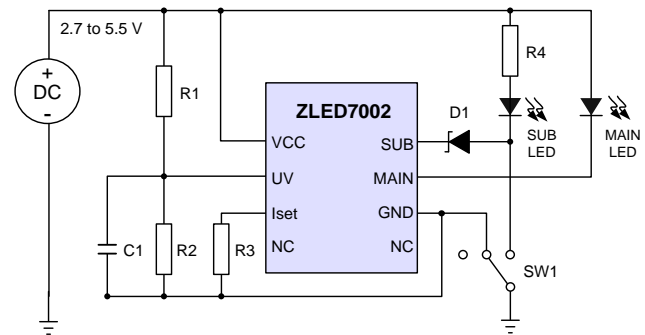 2.7 to 5.5 V
R4
+
DC
-
R1
ZLED7002
D1
SUB
LED
MAIN
LED
VCC
SUB
UV
MAIN
Iset
GND
NC
NC
C1
R2
R3
SW1